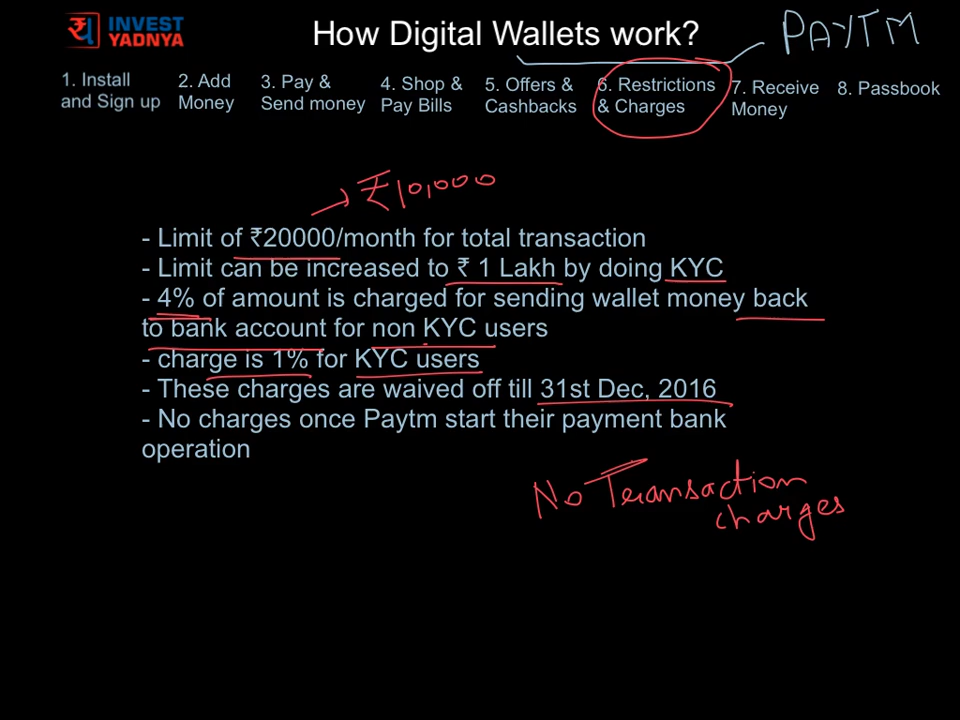 यु INVEST YADNYA
How Digital Wallets work?
PAYTM
1. Install and Sign up
2. Add Money
3. Pay & Send money
4. Shop & Pay Bills
5. Offers & Cashbacks
6. Restrictions & Charges
7. Receive Money
8. Passbook
→ ₹10,000
- Limit of ₹20000/month for total transaction
- Limit can be increased to ₹ 1 Lakh by doing KYC
- 4% of amount is charged for sending wallet money back
to bank account for non KYC users
- charge is 1% for KYC users
- These charges are waived off till 31st Dec, 2016
- No charges once Paytm start their payment bank
operation
No Transaction
charges